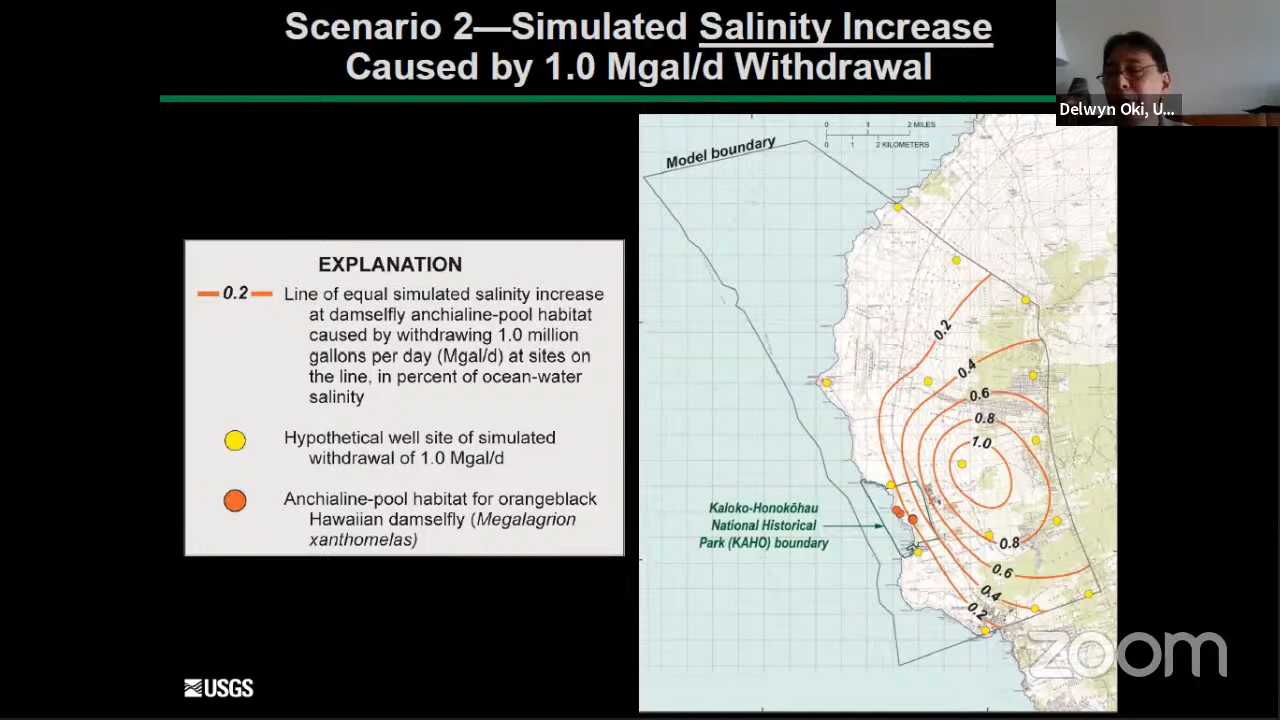 Scenario 2—Simulated Salinity Increase
Caused by 1.0 Mgal/d Withdrawal
Delwyn Oki, U...
0 1 2 MILES
0 1 2 KILOMETERS
Model boundary
EXPLANATION
0.2 Line of equal simulated salinity increase
at damselfly anchialine-pool habitat
caused by withdrawing 1.0 million
gallons per day (Mgal/d) at sites on
the line, in percent of ocean-water
salinity
Hypothetical well site of simulated
withdrawal of 1.0 Mgal/d
Anchialine-pool habitat for orangeblack
Hawaiian damselfly (Megalagrion
xanthomelas)
0.2
0.4
0.6
0.8
1.0
Kaloko-Honokōhau
National Historical
Park (KAHO) boundary
0.8
0.6
0.4
0.2
USGS
zoom